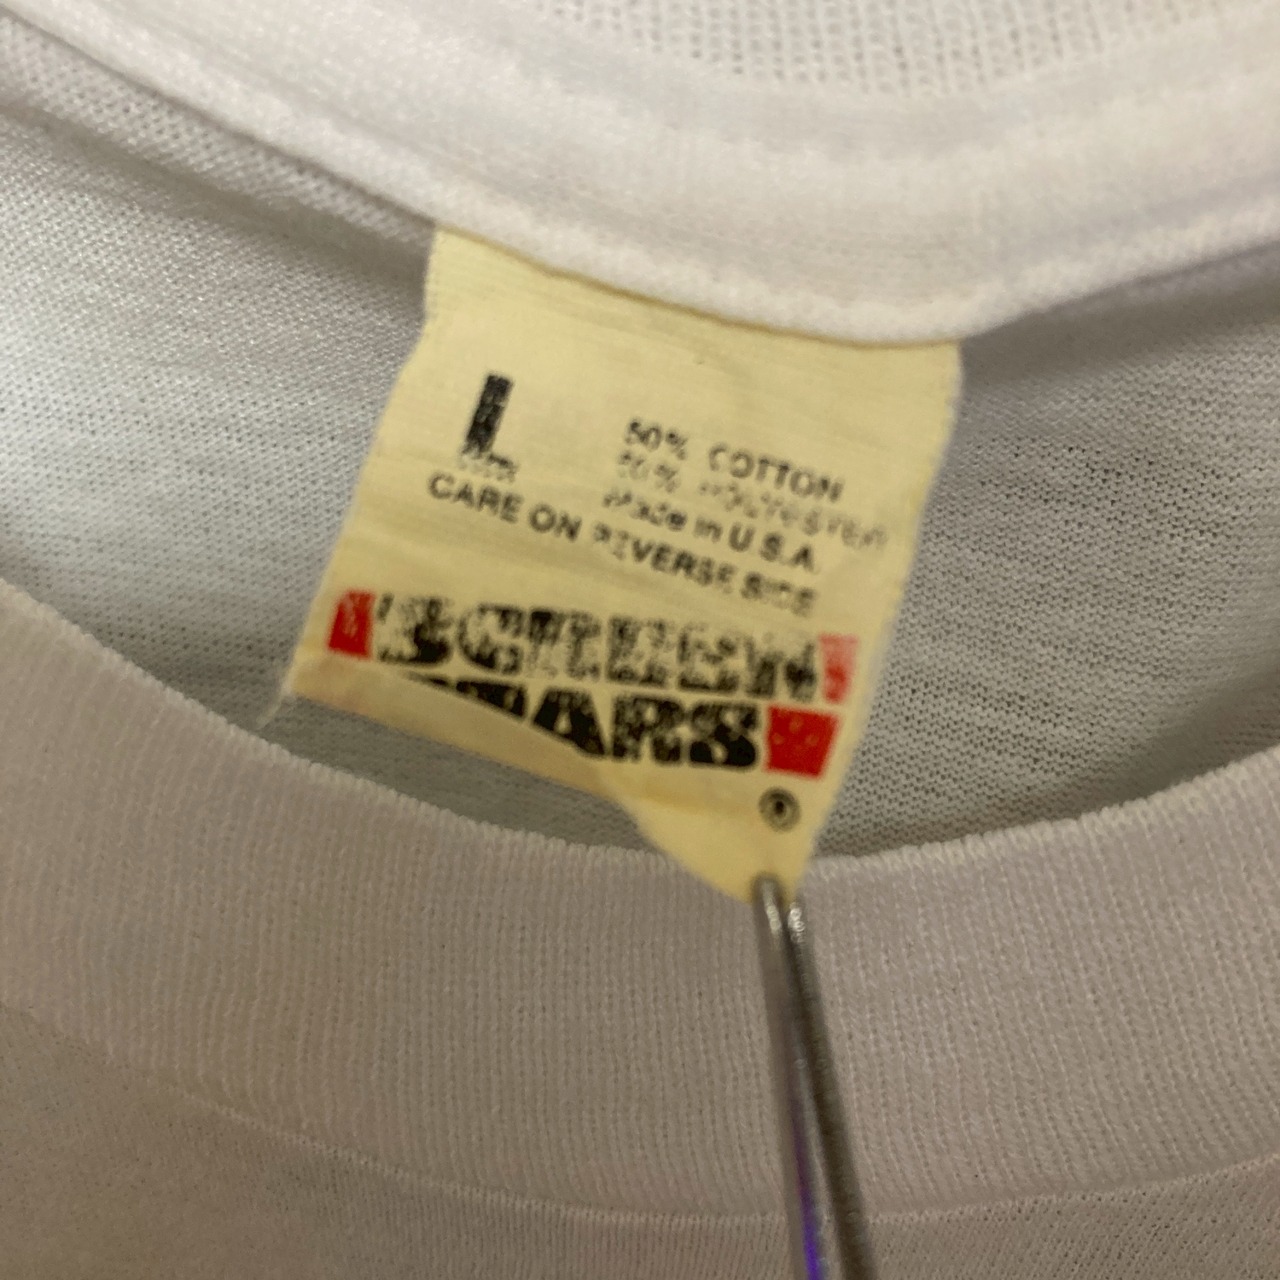 L
50% COTTON
50% POLYESTER
Made in U.S.A.
CARE ON REVERSE SIDE
SCREEN
STARS
®